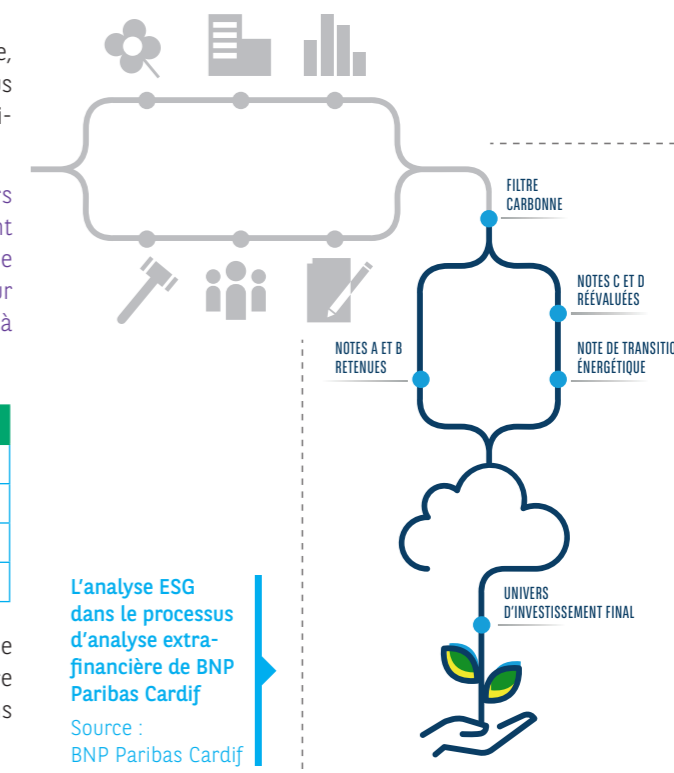 FILTRE
CARBONNE
NOTES C ET D
RÉÉVALUÉES
NOTES A ET B
RETENUES
NOTE DE TRANSITIO
ÉNERGÉTIQUE
UNIVERS
D'INVESTISSEMENT FINAL
L'analyse ESG
dans le processus
d'analyse extra-
financière de BNP
Paribas Cardif
Source :
BNP Paribas Cardif